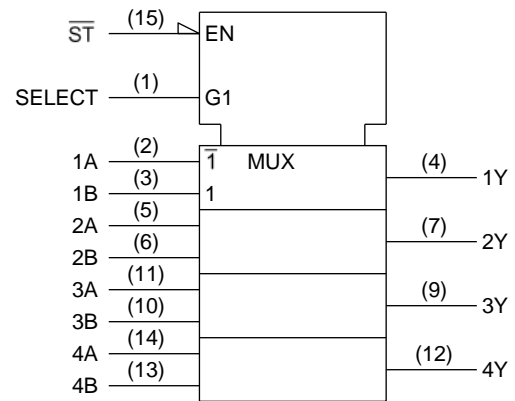 S̅T̅ (15) EN
SELECT (1) G1
1A (2) 1̅ MUX (4) 1Y
1B (3) 1
2A (5) (7) 2Y
2B (6)
3A (11) (9) 3Y
3B (10)
4A (14) (12) 4Y
4B (13)